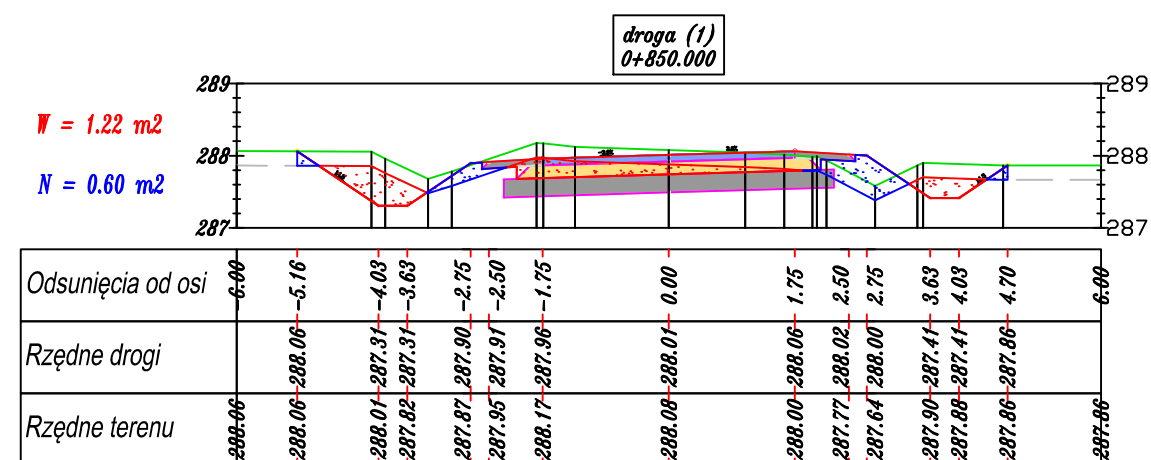 droga (1)
0+850.000
289 289
W = 1.22 m2
288 288
N = 0.60 m2
287 287
Odsunięcia od osi -6.00 -5.16 -4.03 -3.63 -2.75 -2.50 -1.75 0.00 1.75 2.50 2.75 3.63 4.03 4.70 6.00
Rzędne drogi 288.06 287.31 287.31 287.90 287.91 287.96 288.01 288.06 288.02 288.00 287.41 287.41 287.86
Rzędne terenu 288.06 288.06 288.01 287.82 287.87 287.95 288.17 288.08 288.00 287.77 287.64 287.90 287.88 287.86 287.86